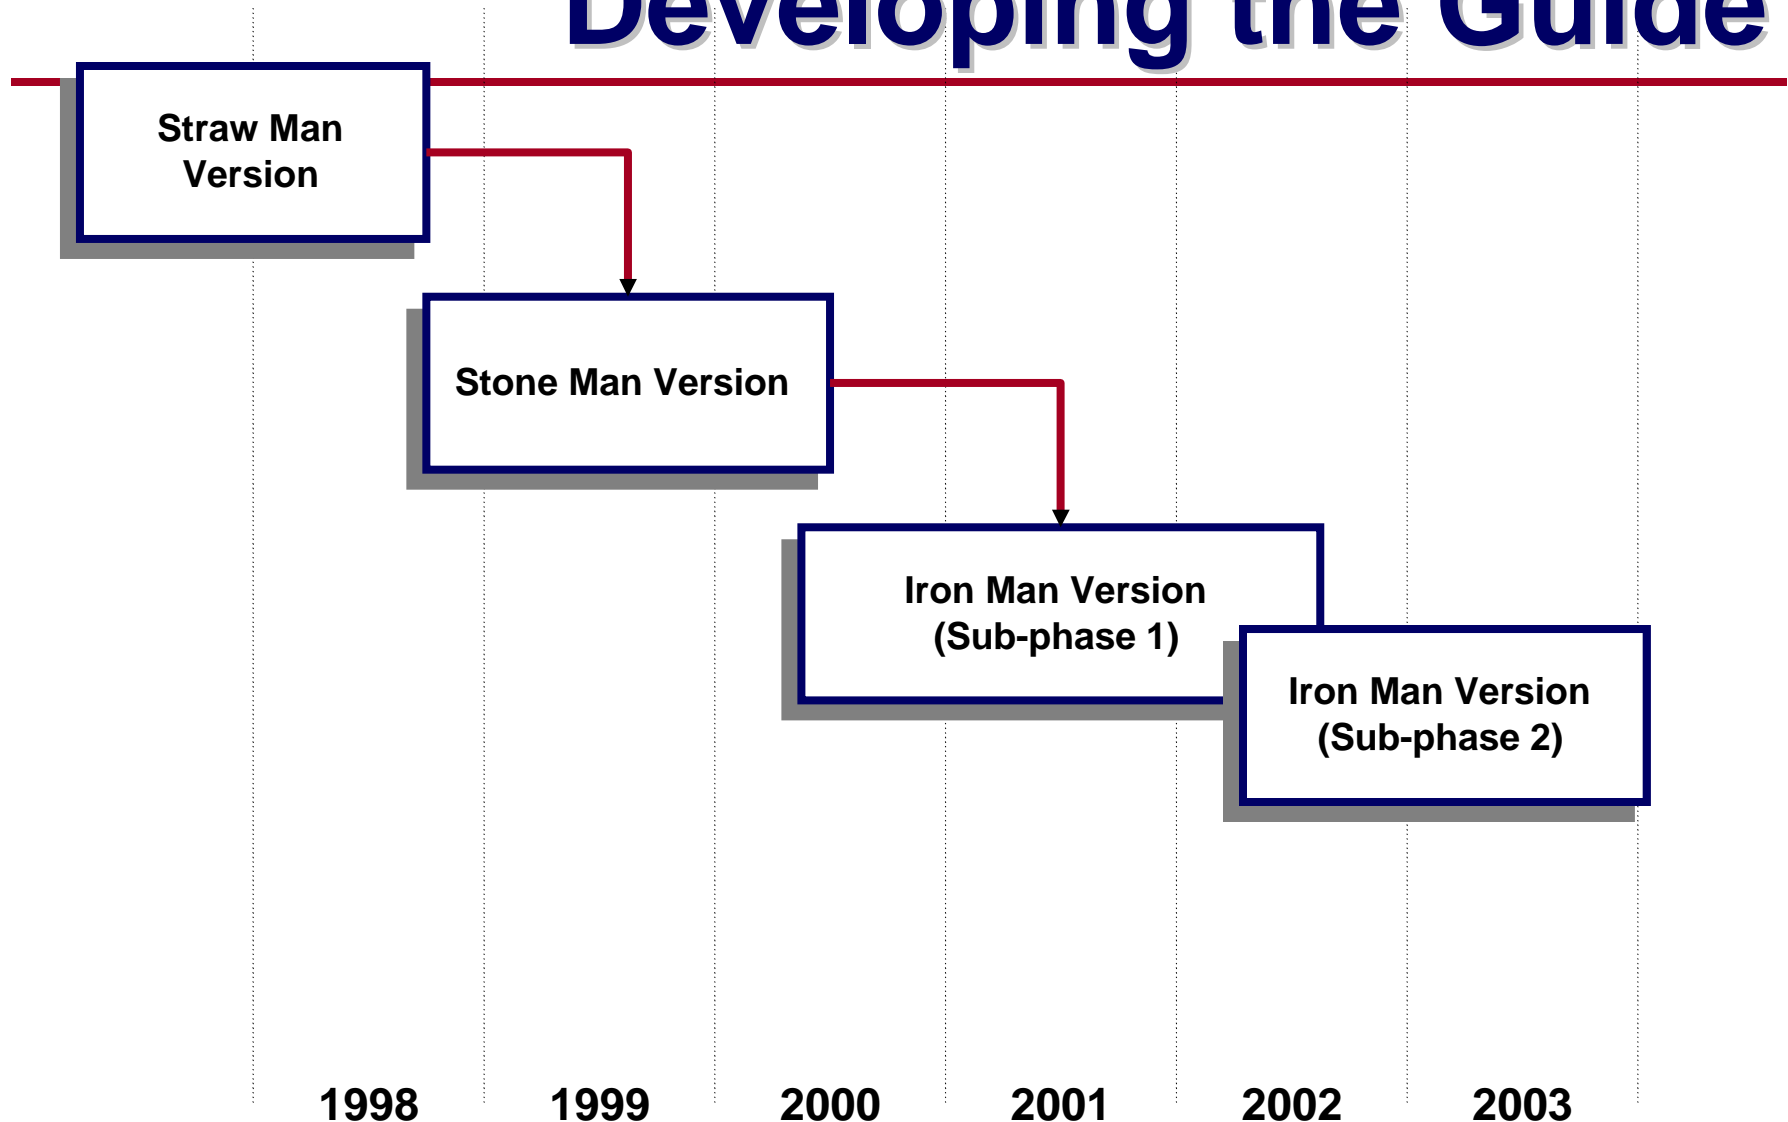 Developing the Guide
Straw Man
Version
Stone Man Version
Iron Man Version
(Sub-phase 1)
Iron Man Version
(Sub-phase 2)
1998
1999
2000
2001
2002
2003